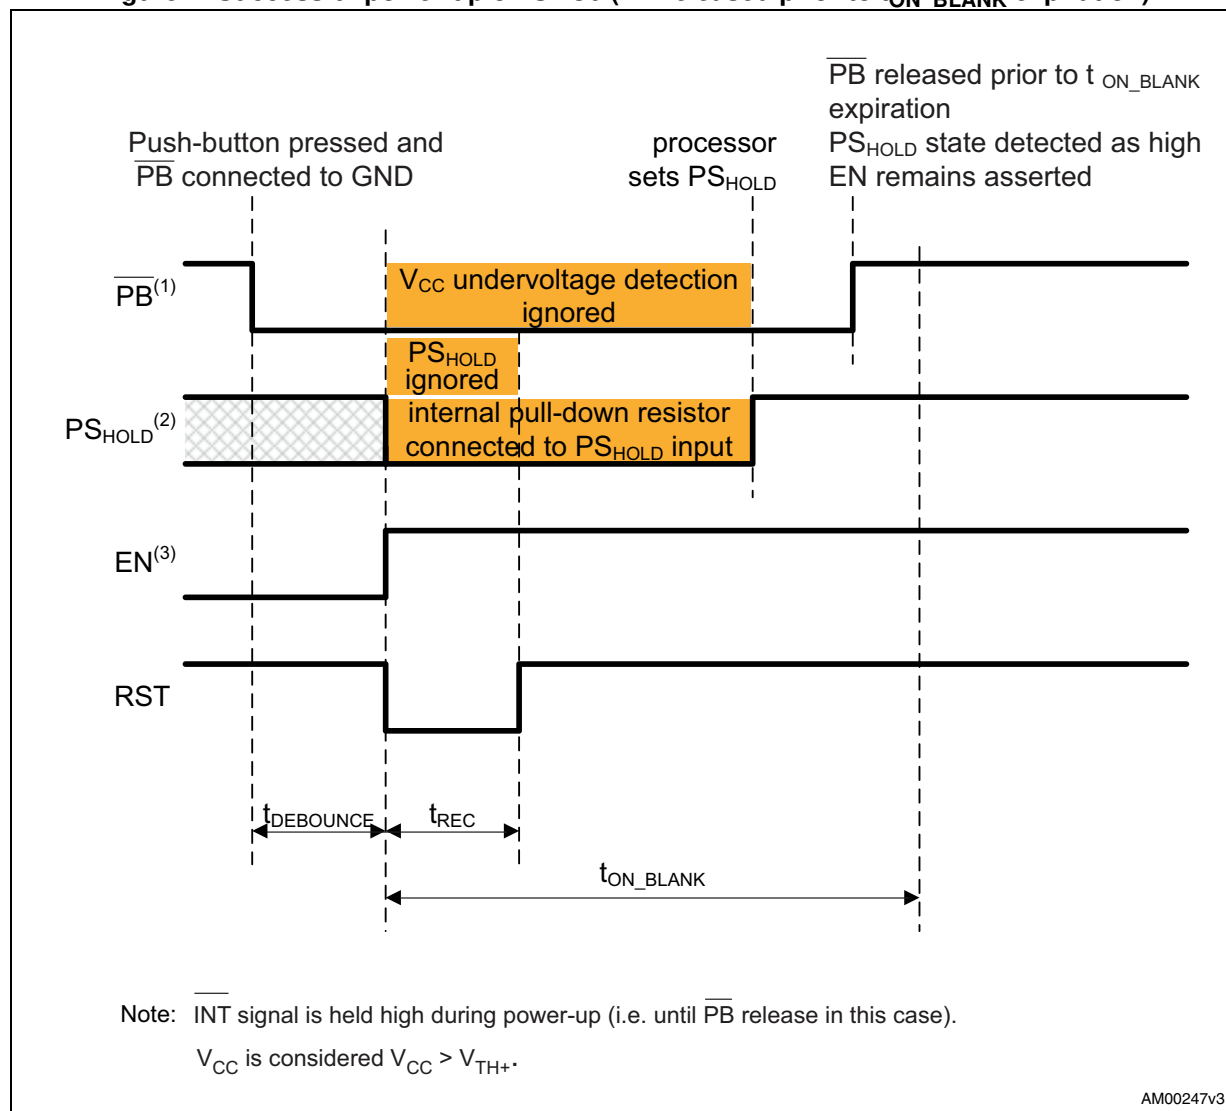 Push-button pressed and
PB connected to GND
processor
sets PSHOLD
PB released prior to t ON_BLANK
expiration
PSHOLD state detected as high
EN remains asserted
PB(1)
VCC undervoltage detection
ignored
PSHOLD
ignored
PSHOLD(2)
internal pull-down resistor
connected to PSHOLD input
EN(3)
RST
tDEBOUNCE
tREC
tON_BLANK
Note: INT signal is held high during power-up (i.e. until PB release in this case).
VCC is considered VCC > VTH+.
AM00247v3